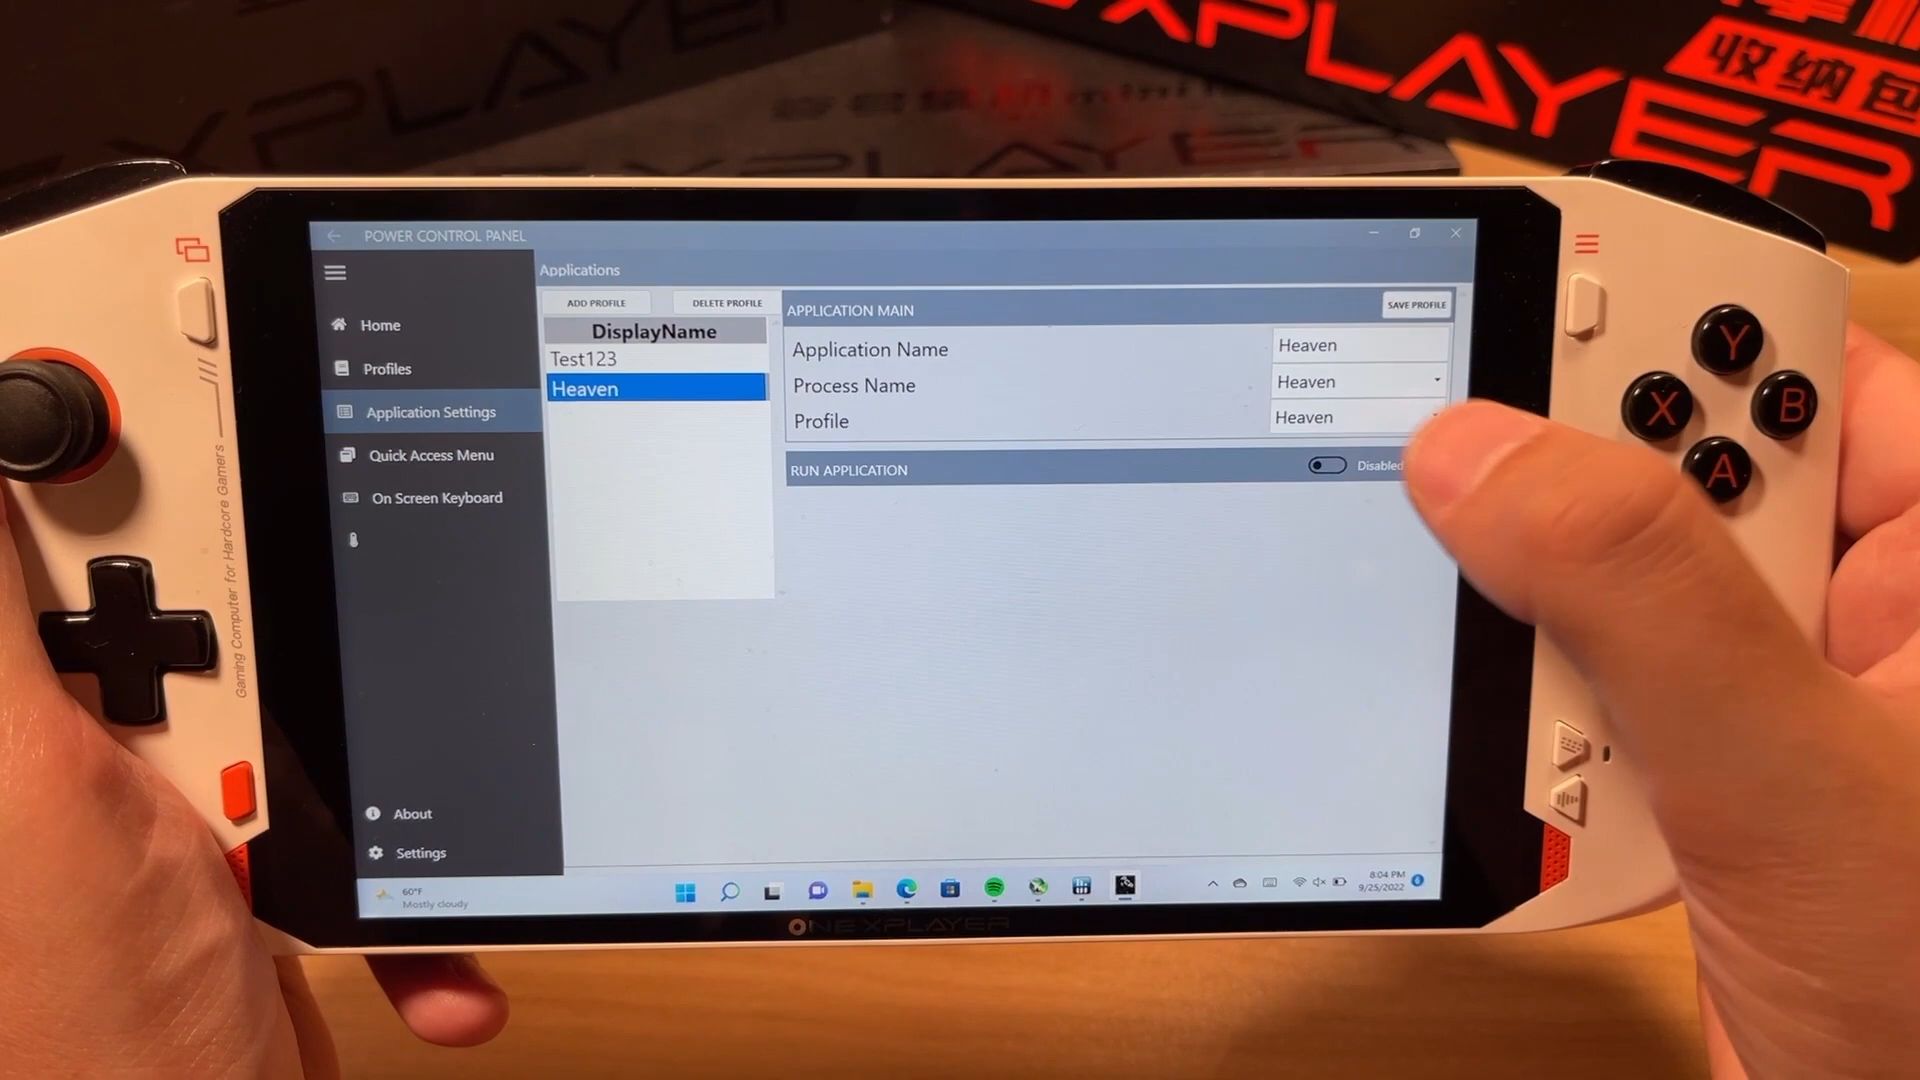 EXPLAYER
XPLAYER
收纳包
EXPLAYER
POWER CONTROL PANEL
Applications
Home
Profiles
Application Settings
Quick Access Menu
On Screen Keyboard
About
Settings
ADD PROFILE
DELETE PROFILE
DisplayName
Test123
Heaven
APPLICATION MAIN
SAVE PROFILE
Application Name
Heaven
Process Name
Heaven
Profile
Heaven
RUN APPLICATION
Disabled
60°F
Mostly cloudy
8:04 PM
9/25/2022
ONEXPLAYER
Gaming Computer for Hardcore Gamers
Y
X
B
A